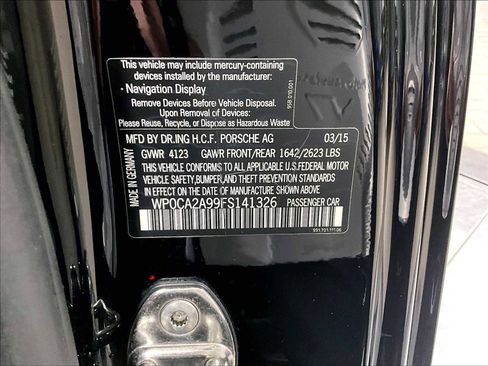 This vehicle may include mercury-containing
devices installed by the manufacturer:
· Navigation Display
Remove Devices Before Vehicle Disposal.
Upon Removal of Devices
Please Reuse, Recycle, or Dispose as Hazardous Waste
958.010.001
MADE IN GERMANY
MFD BY DR.ING H.C.F. PORSCHE AG 03/15
GVWR 4123 GAWR FRONT/REAR 1642/2623 LBS
THIS VEHICLE CONFORMS TO ALL APPLICABLE U.S.FEDERAL MOTOR
VEHICLE SAFETY,BUMPER,AND THEFT PREVENTION STANDARDS IN
EFFECT ON THE DATE OF MANUFACTURE SHOWN ABOVE.
WP0CA2A99FS141326 PASSENGER CAR